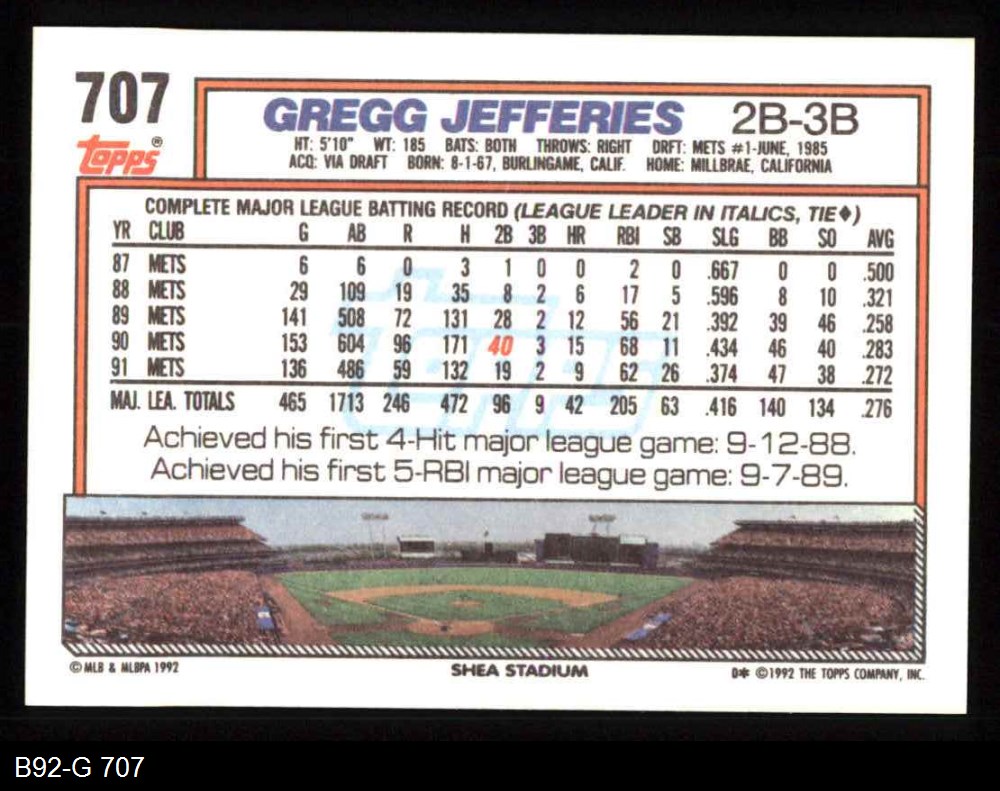 707
topps®
GREGG JEFFERIES 2B-3B
HT: 5'10" WT: 185 BATS: BOTH THROWS: RIGHT DRFT: METS #1-JUNE, 1985
ACQ: VIA DRAFT BORN: 8-1-67, BURLINGAME, CALIF. HOME: MILLBRAE, CALIFORNIA
COMPLETE MAJOR LEAGUE BATTING RECORD (LEAGUE LEADER IN ITALICS, TIE♦)
YR CLUB G AB R H 2B 3B HR RBI SB SLG BB SO AVG
87 METS 6 6 0 3 1 0 0 2 0 .667 0 0 .500
88 METS 29 109 19 35 8 2 6 17 5 .596 8 10 .321
89 METS 141 508 72 131 28 2 12 56 21 .392 39 46 .258
90 METS 153 604 96 171 40 3 15 68 11 .434 46 40 .283
91 METS 136 486 59 132 19 2 9 62 26 .374 47 38 .272
MAJ. LEA. TOTALS 465 1713 246 472 96 9 42 205 63 .416 140 134 .276
topps
Achieved his first 4-Hit major league game: 9-12-88.
Achieved his first 5-RBI major league game: 9-7-89.
© MLB & MLBPA 1992 SHEA STADIUM D* ©1992 THE TOPPS COMPANY, INC.
B92-G 707